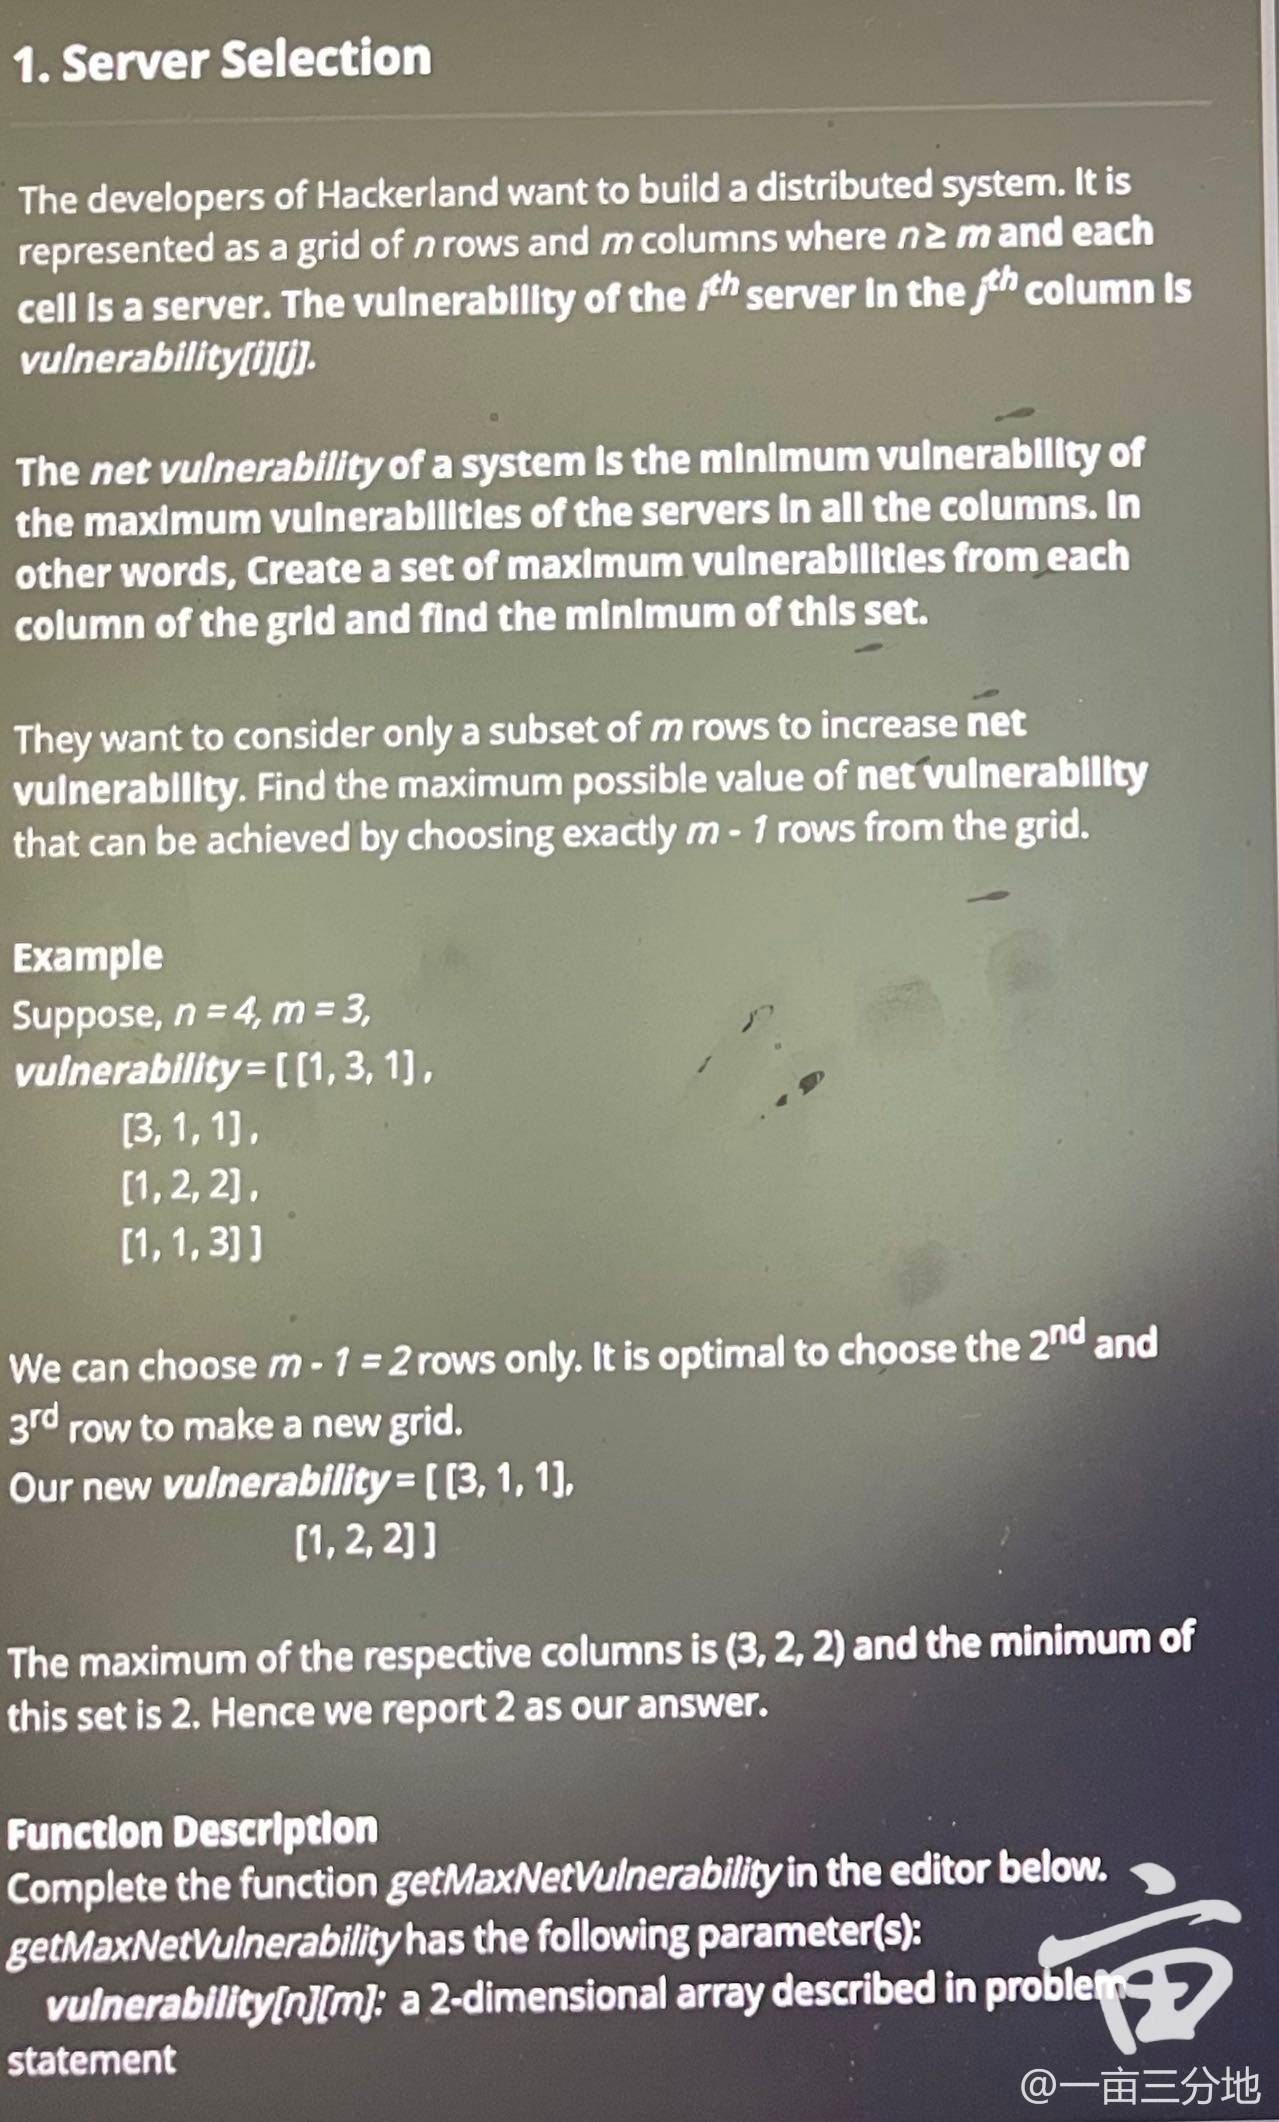 1. Server Selection
The developers of Hackerland want to build a distributed system. It is
represented as a grid of n rows and m columns where n ≥ m and each
cell is a server. The vulnerability of the ith server in the jth column is
vulnerability[i][j].
The net vulnerability of a system is the minimum vulnerability of
the maximum vulnerabilities of the servers in all the columns. In
other words, Create a set of maximum vulnerabilities from each
column of the grid and find the minimum of this set.
They want to consider only a subset of m rows to increase net
vulnerability. Find the maximum possible value of net vulnerability
that can be achieved by choosing exactly m - 1 rows from the grid.
Example
Suppose, n = 4, m = 3,
vulnerability = [ [1, 3, 1] ,
[3, 1, 1] ,
[1, 2, 2] ,
[1, 1, 3] ]
We can choose m - 1 = 2 rows only. It is optimal to choose the 2nd and
3rd row to make a new grid.
Our new vulnerability = [ [3, 1, 1],
[1, 2, 2] ]
The maximum of the respective columns is (3, 2, 2) and the minimum of
this set is 2. Hence we report 2 as our answer.
Function Description
Complete the function getMaxNetVulnerability in the editor below.
getMaxNetVulnerability has the following parameter(s):
vulnerability[n][m]: a 2-dimensional array described in problem
statement
亩
@一亩三分地